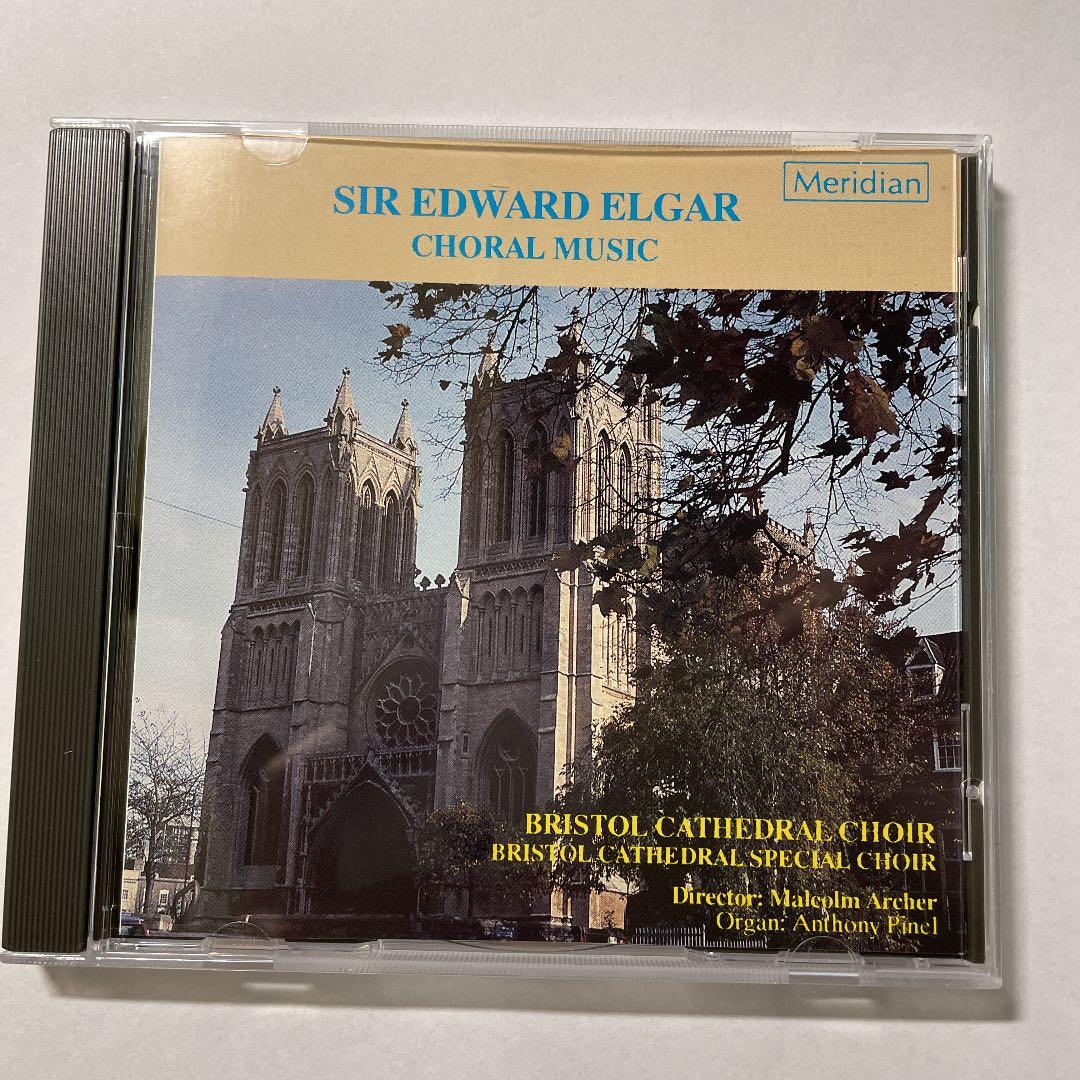 Meridian
SIR EDWARD ELGAR
CHORAL MUSIC
BRISTOL CATHEDRAL CHOIR
BRISTOL CATHEDRAL SPECIAL CHOIR
Director: Malcolm Archer
Organ: Anthony Pinel